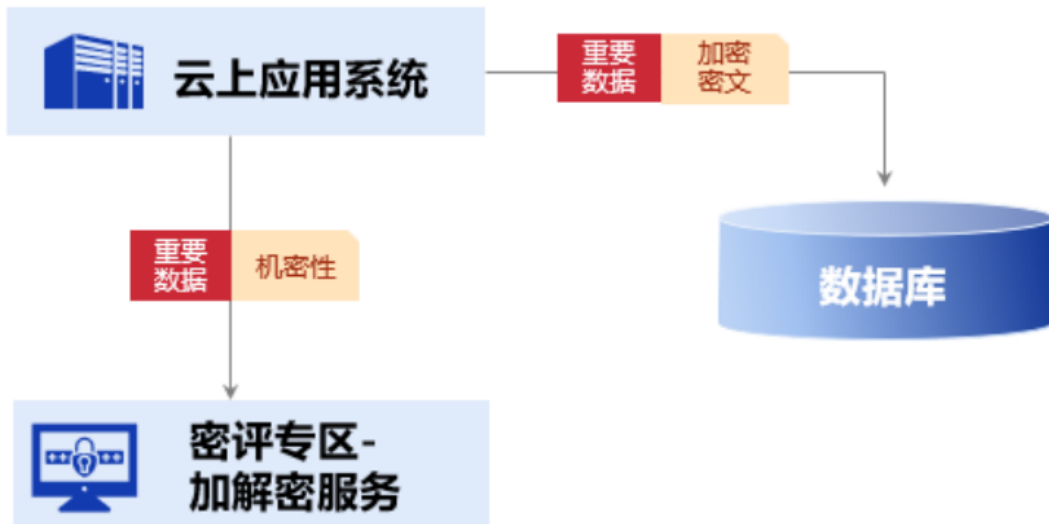 云上应用系统
重要
数据
加密
密文
重要
数据
机密性
数据库
密评专区-
加解密服务